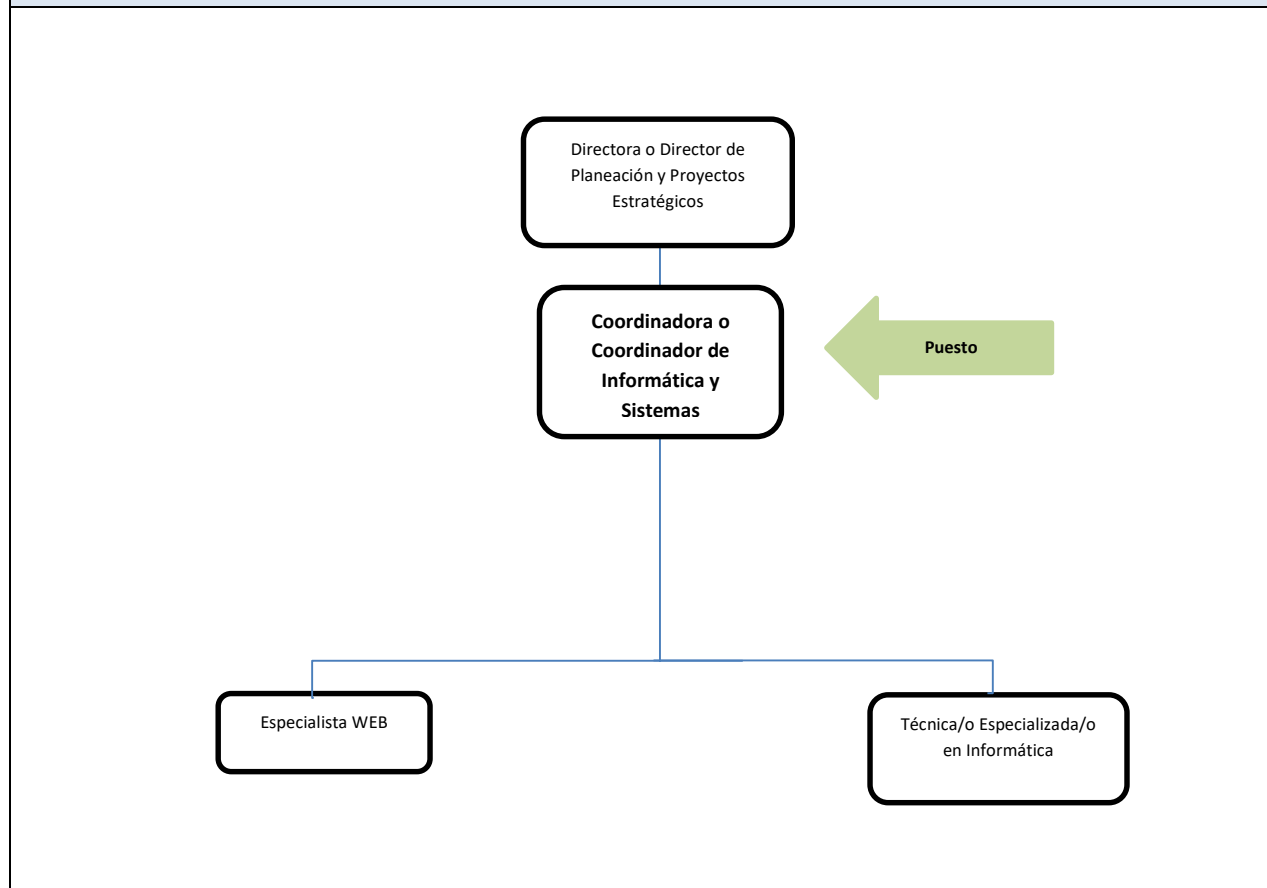 Directora o Director de
Planeación y Proyectos
Estratégicos
Coordinadora o
Coordinador de
Informática y
Sistemas
Puesto
Especialista WEB
Técnica/o Especializada/o
en Informática